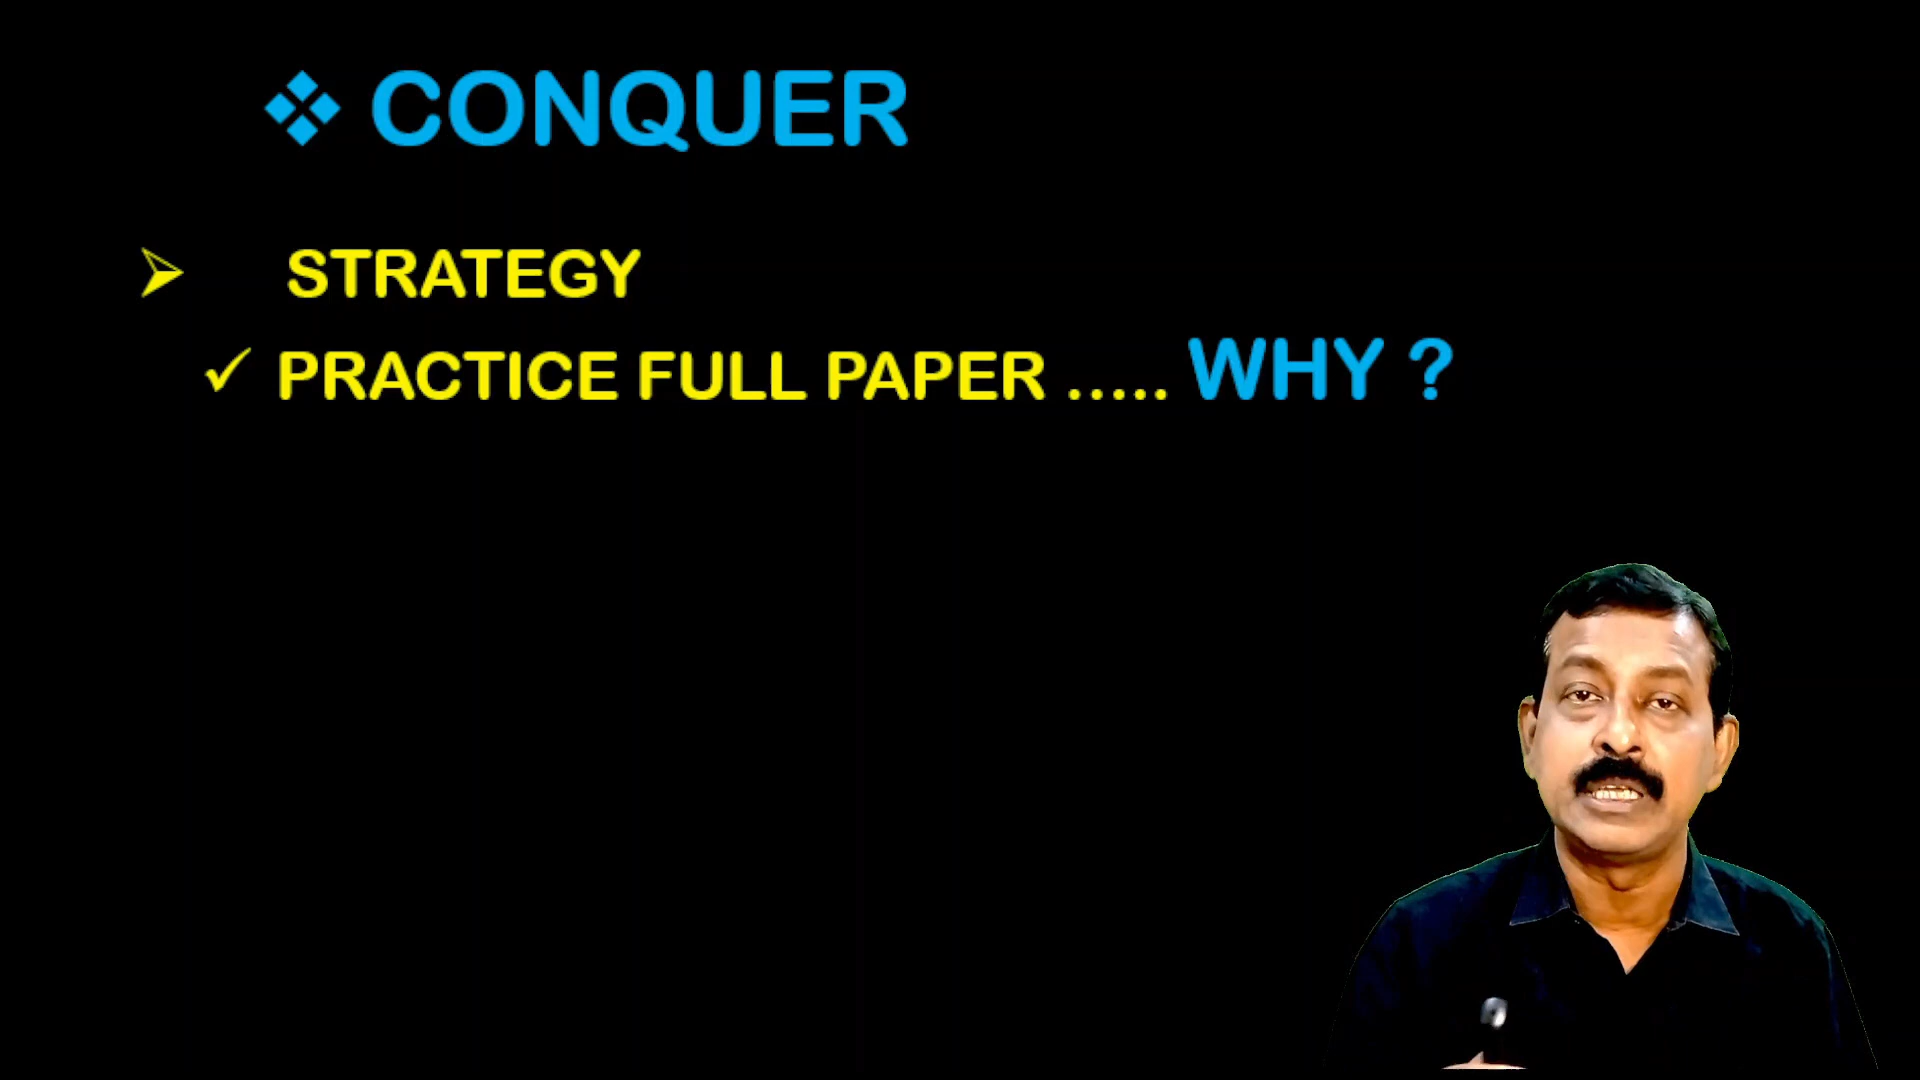 CONQUER
STRATEGY
PRACTICE FULL PAPER ..... WHY ?